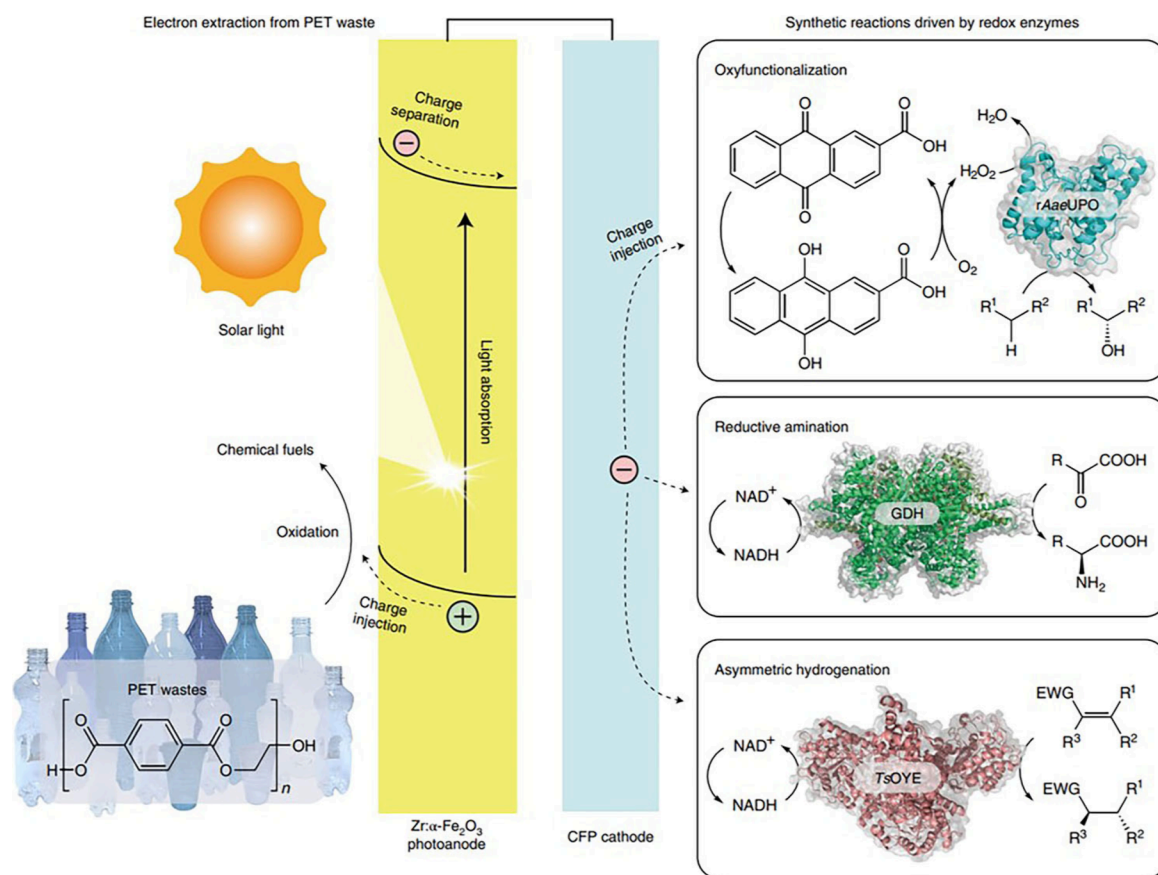 Electron extraction from PET waste
Synthetic reactions driven by redox enzymes
Solar light
Chemical fuels
Oxidation
Charge
injection
PET wastes
O
O
H
O
O
OH
n
Charge
separation
−
Light absorption
+
Zr:α-Fe₂O₃
photoanode
−
CFP cathode
Charge injection
Oxyfunctionalization
O
O
OH
O
OH
O
OH
OH
H₂O
H₂O₂
rAaeUPO
O₂
R¹ R²
H
R¹ R²
OH
Reductive amination
NAD⁺
NADH
GDH
R COOH
O
R COOH
NH₂
Asymmetric hydrogenation
NAD⁺
NADH
TsOYE
EWG R¹
R³ R²
EWG R¹
R³ R²